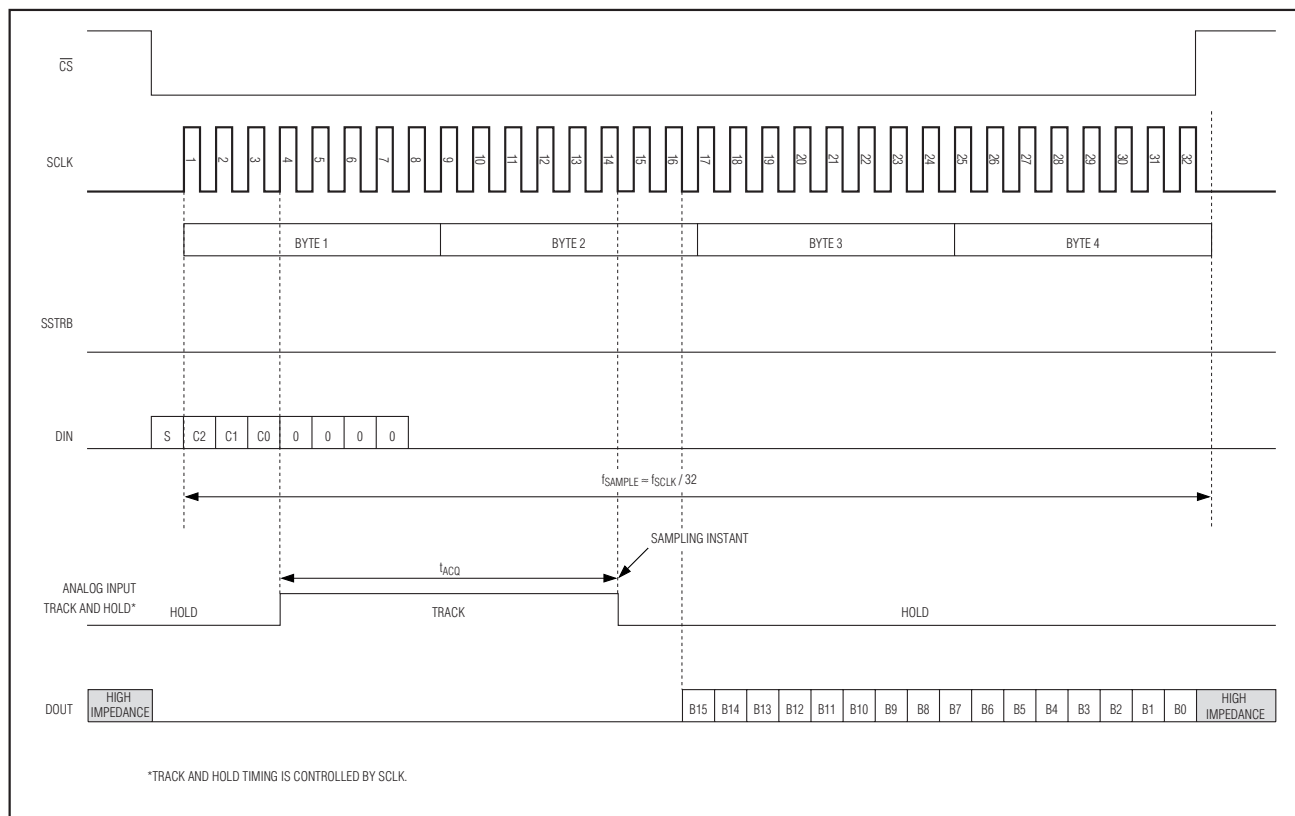 CS
SCLK
1 2 3 4 5 6 7 8 9 10 11 12 13 14 15 16 17 18 19 20 21 22 23 24 25 26 27 28 29 30 31 32
BYTE 1 BYTE 2 BYTE 3 BYTE 4
SSTRB
DIN
S C2 C1 C0 0 0 0 0
fSAMPLE = fSCLK / 32
SAMPLING INSTANT
tACQ
ANALOG INPUT
TRACK AND HOLD*
HOLD TRACK HOLD
DOUT
HIGH
IMPEDANCE
B15 B14 B13 B12 B11 B10 B9 B8 B7 B6 B5 B4 B3 B2 B1 B0
HIGH
IMPEDANCE
*TRACK AND HOLD TIMING IS CONTROLLED BY SCLK.